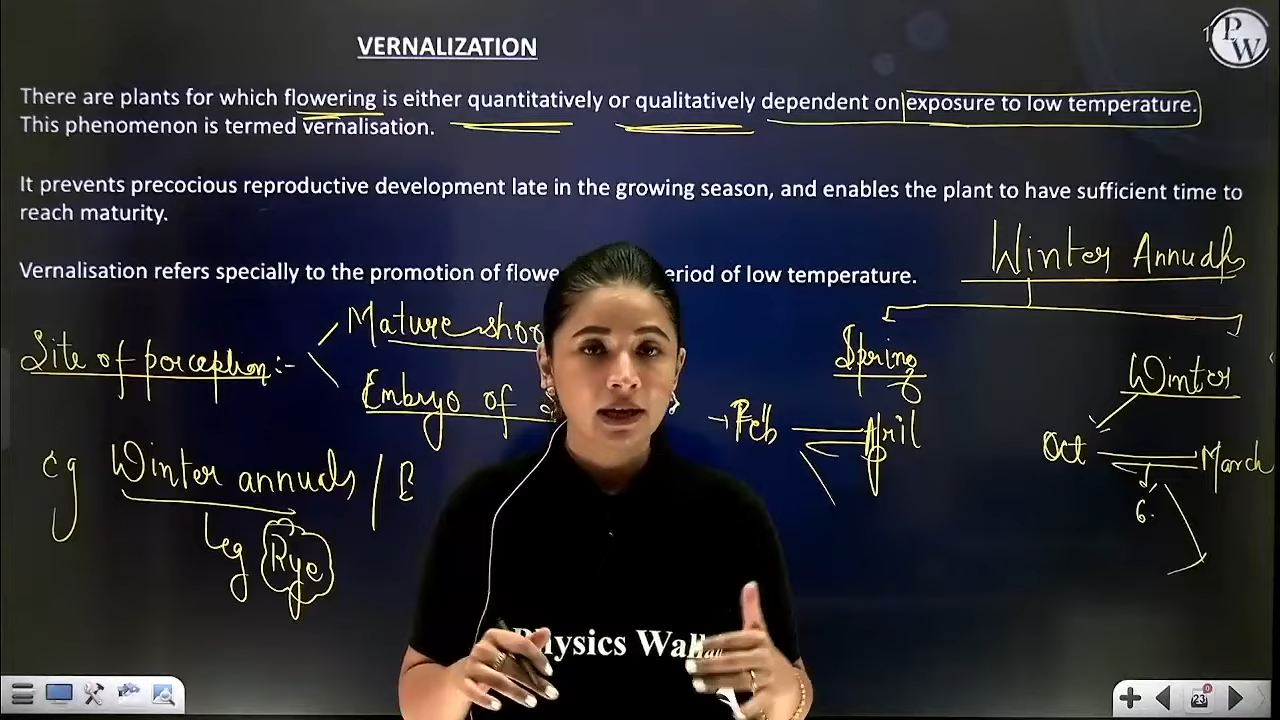 VERNALIZATION
PW
There are plants for which flowering is either quantitatively or qualitatively dependent on exposure to low temperature.
This phenomenon is termed vernalisation.
It prevents precocious reproductive development late in the growing season, and enables the plant to have sufficient time to
reach maturity.
Vernalisation refers specially to the promotion of flowe eriod of low temperature.
Winter Annuals
Site of perception:-
Mature shoo
Embryo of
eg Winter annuals /
eg Rye
Spring
Winter
Feb April
Oct March
6.
Physics Walla
23